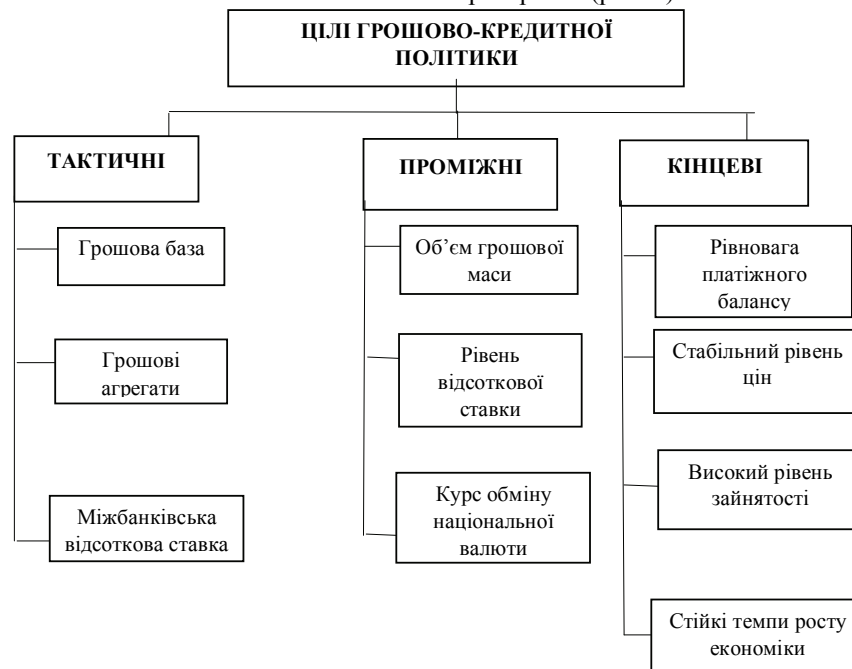 ЦІЛІ ГРОШОВО-КРЕДИТНОЇ
ПОЛІТИКИ
ТАКТИЧНІ
ПРОМІЖНІ
КІНЦЕВІ
Грошова база
Грошові
агрегати
Міжбанківська
відсоткова ставка
Об’єм грошової
маси
Рівень
відсоткової
ставки
Курс обміну
національної
валюти
Рівновага
платіжного
балансу
Стабільний рівень
цін
Високий рівень
зайнятості
Стійкі темпи росту
економіки